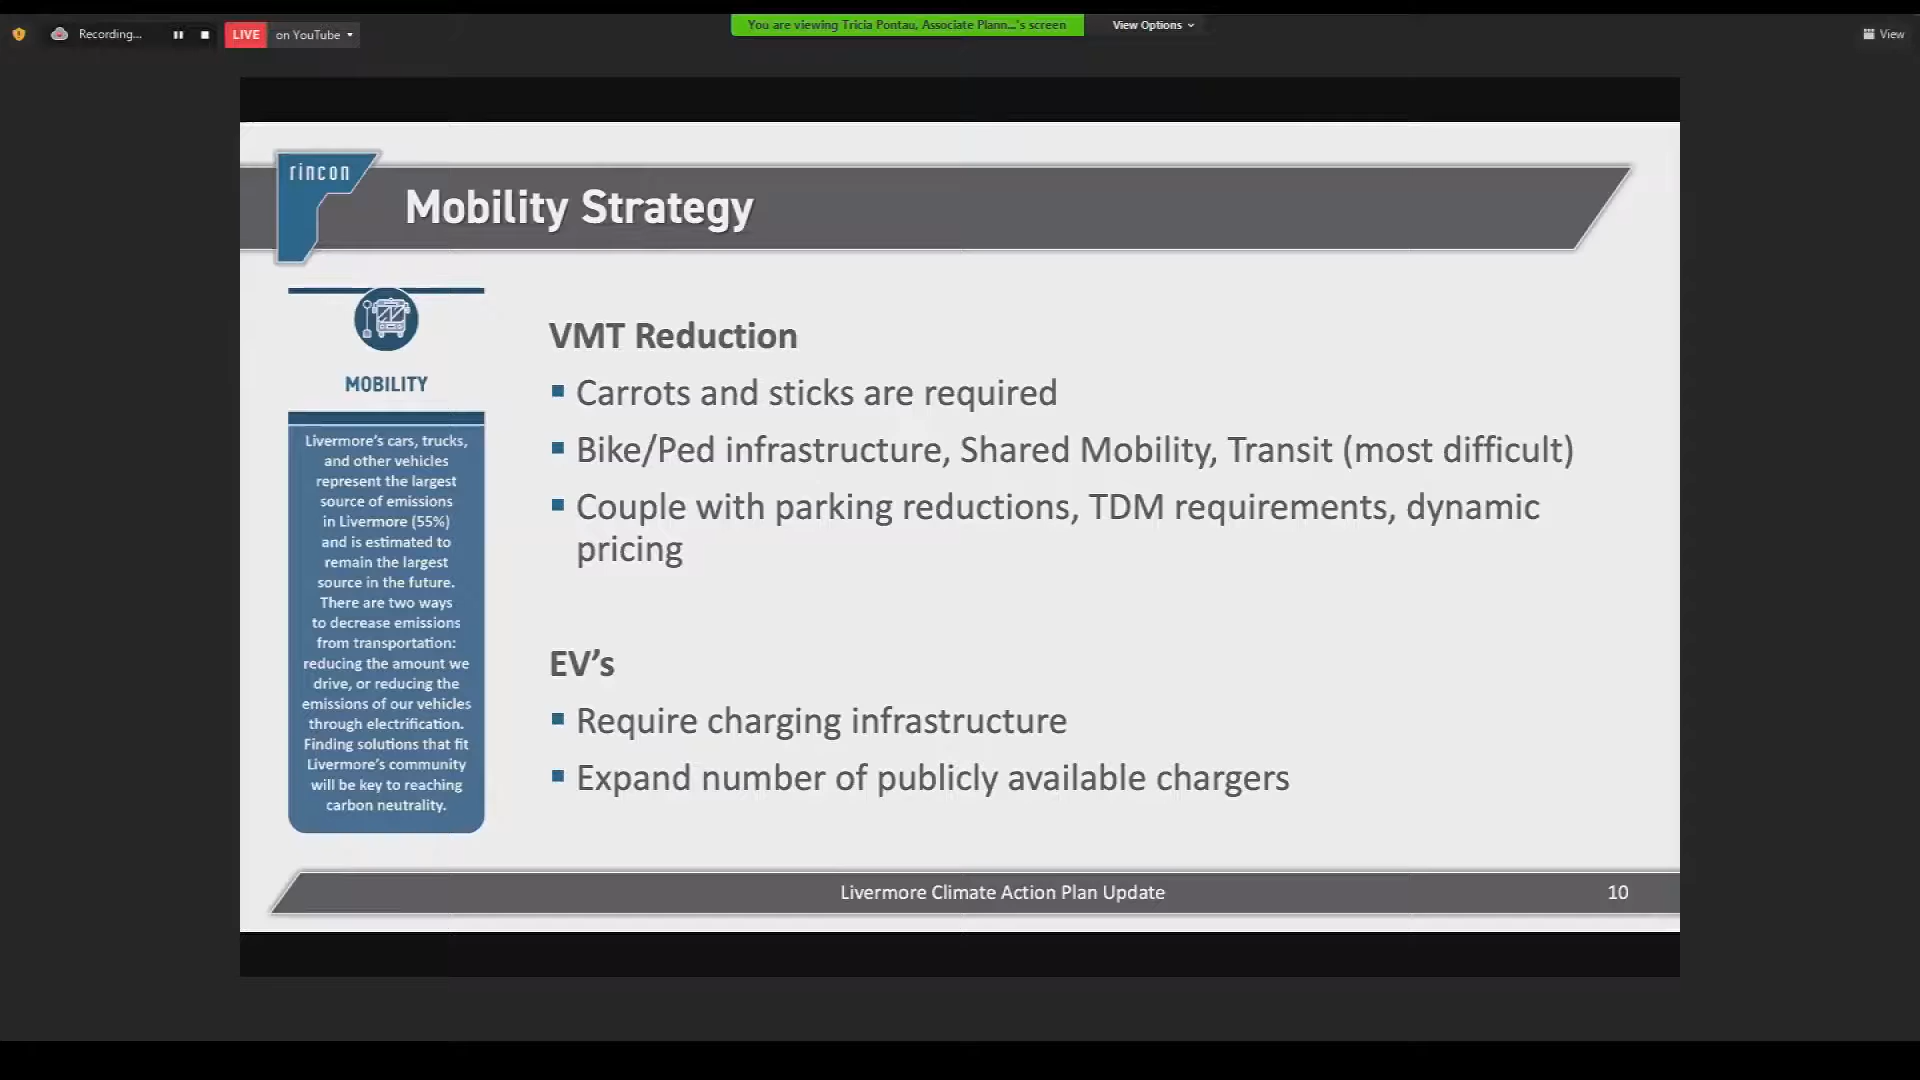 Recording...
LIVE
on YouTube
You are viewing Tricia Pontau, Associate Plann...'s screen
View Options
View
rincon
Mobility Strategy
MOBILITY
Livermore's cars, trucks,
and other vehicles
represent the largest
source of emissions
in Livermore (55%)
and is estimated to
remain the largest
source in the future.
There are two ways
to decrease emissions
from transportation:
reducing the amount we
drive, or reducing the
emissions of our vehicles
through electrification.
Finding solutions that fit
Livermore's community
will be key to reaching
carbon neutrality.
VMT Reduction
Carrots and sticks are required
Bike/Ped infrastructure, Shared Mobility, Transit (most difficult)
Couple with parking reductions, TDM requirements, dynamic
pricing
EV's
Require charging infrastructure
Expand number of publicly available chargers
Livermore Climate Action Plan Update
10